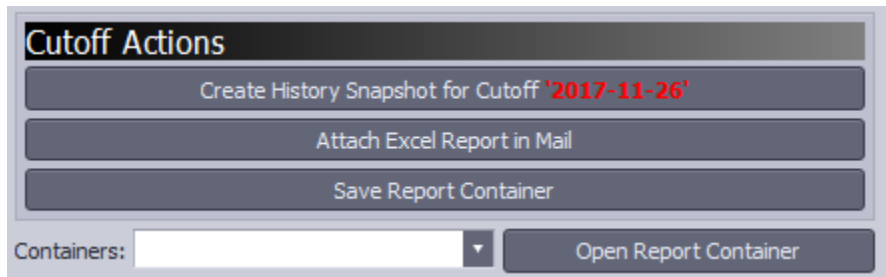 Cutoff Actions
Create History Snapshot for Cutoff '2017-11-26'
Attach Excel Report in Mail
Save Report Container
Containers: Open Report Container